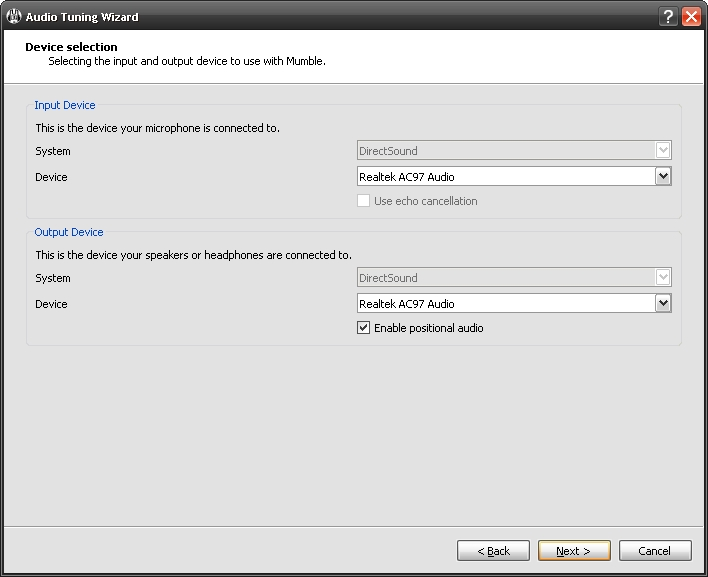 Audio Tuning Wizard
Device selection
Selecting the input and output device to use with Mumble.
Input Device
This is the device your microphone is connected to.
System DirectSound
Device Realtek AC97 Audio
Use echo cancellation
Output Device
This is the device your speakers or headphones are connected to.
System DirectSound
Device Realtek AC97 Audio
Enable positional audio
< Back Next > Cancel